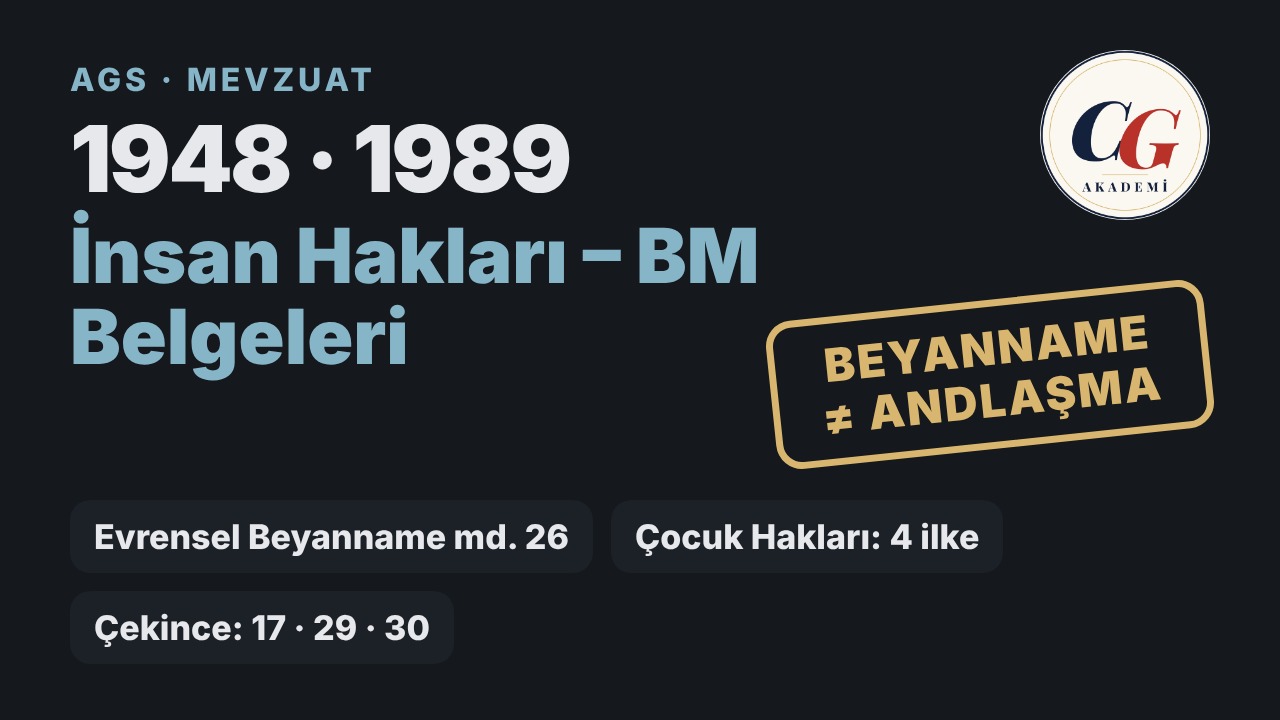 AGS · MEVZUAT
1948 · 1989
İnsan Hakları – BM
Belgeleri
CG
AKADEMİ
BEYANNAME
≠ ANDLAŞMA
Evrensel Beyanname md. 26
Çocuk Hakları: 4 ilke
Çekince: 17 · 29 · 30